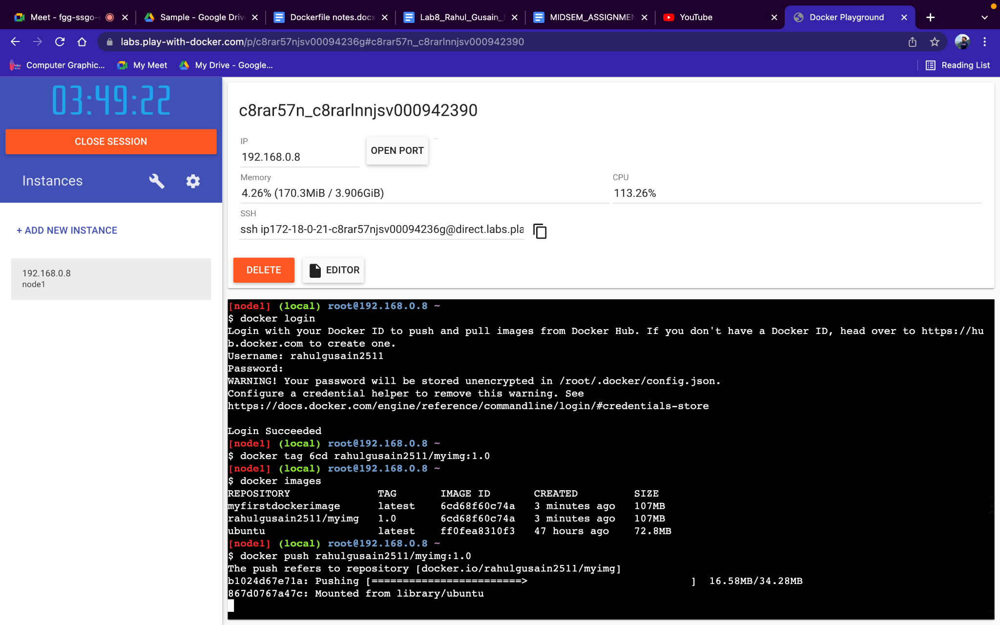 Meet - fgg-ssgo-
Sample - Google Driv
Dockerfile notes.docx
Lab8_Rahul_Gusain_
MIDSEM_ASSIGNMEN
YouTube
Docker Playground
labs.play-with-docker.com/p/c8rar57njsv00094236g#c8rar57n_c8rarlnnjsv000942390
Computer Graphic...
My Meet
My Drive - Google...
Reading List
03:49:22
CLOSE SESSION
Instances
+ ADD NEW INSTANCE
192.168.0.8
node1
c8rar57n_c8rarlnnjsv000942390
IP
192.168.0.8
OPEN PORT
Memory
4.26% (170.3MiB / 3.906GiB)
CPU
113.26%
SSH
ssh ip172-18-0-21-c8rar57njsv00094236g@direct.labs.pla
DELETE
EDITOR
[node1] (local) root@192.168.0.8 ~
$ docker login
Login with your Docker ID to push and pull images from Docker Hub. If you don't have a Docker ID, head over to https://hu
b.docker.com to create one.
Username: rahulgusain2511
Password:
WARNING! Your password will be stored unencrypted in /root/.docker/config.json.
Configure a credential helper to remove this warning. See
https://docs.docker.com/engine/reference/commandline/login/#credentials-store
Login Succeeded
[node1] (local) root@192.168.0.8 ~
$ docker tag 6cd rahulgusain2511/myimg:1.0
[node1] (local) root@192.168.0.8 ~
$ docker images
REPOSITORY TAG IMAGE ID CREATED SIZE
myfirstdockerimage latest 6cd68f60c74a 3 minutes ago 107MB
rahulgusain2511/myimg 1.0 6cd68f60c74a 3 minutes ago 107MB
ubuntu latest ff0fea8310f3 47 hours ago 72.8MB
[node1] (local) root@192.168.0.8 ~
$ docker push rahulgusain2511/myimg:1.0
The push refers to repository [docker.io/rahulgusain2511/myimg]
b1024d67e71a: Pushing [========================> ] 16.58MB/34.28MB
867d0767a47c: Mounted from library/ubuntu